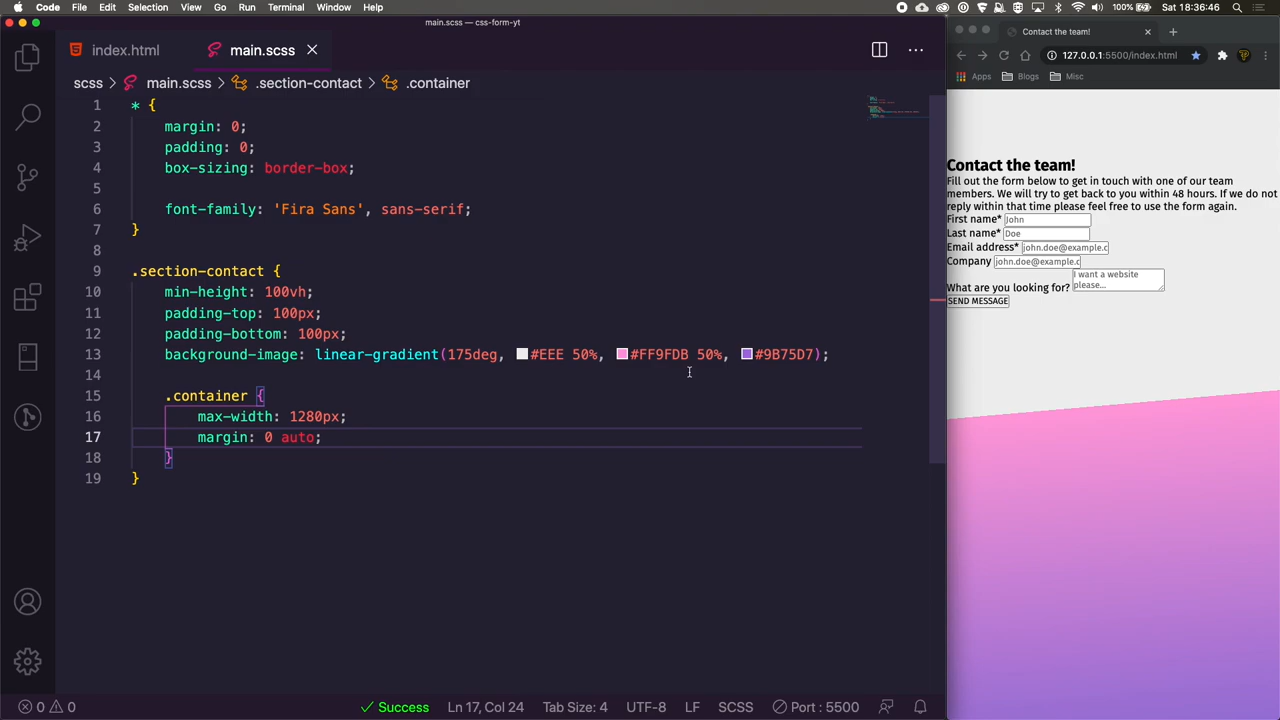 Code File Edit Selection View Go Run Terminal Window Help
Sat 18:36:46
main.scss — css-form-yt
index.html
main.scss
scss > main.scss > .section-contact > .container
1 * {
2 margin: 0;
3 padding: 0;
4 box-sizing: border-box;
5
6 font-family: 'Fira Sans', sans-serif;
7 }
8
9 .section-contact {
10 min-height: 100vh;
11 padding-top: 100px;
12 padding-bottom: 100px;
13 background-image: linear-gradient(175deg, #EEE 50%, #FF9FDB 50%, #9B75D7);
14
15 .container {
16 max-width: 1280px;
17 margin: 0 auto;
18 }
19 }
0 0
Success
Ln 17, Col 24
Tab Size: 4
UTF-8
LF
SCSS
Port : 5500
Contact the team!
127.0.0.1:5500/index.html
Apps Blogs Misc
Contact the team!
Fill out the form below to get in touch with one of our team
members. We will try to get back to you within 48 hours. If we do not
reply within that time please feel free to use the form again.
First name* John
Last name* Doe
Email address* john.doe@example.c
Company john.doe@example.c
What are you looking for? I want a website
please...
SEND MESSAGE